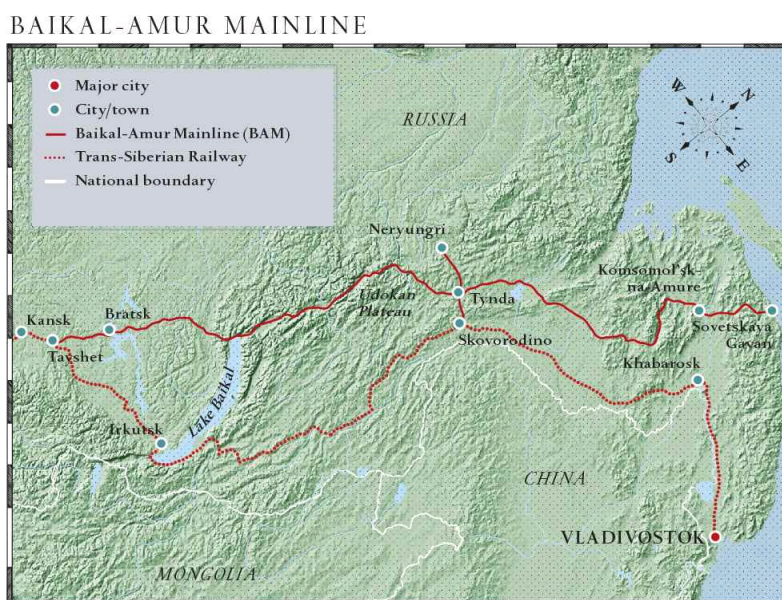 BAIKAL-AMUR MAINLINE
Major city
City/town
Baikal-Amur Mainline (BAM)
Trans-Siberian Railway
National boundary
RUSSIA
W
N
S
E
Neryungri
Komsomol'sk-
na-Amure
Udokan
Plateau
Tynda
Kansk
Bratsk
Sovetskaya
Gavan
Tayshet
Skovorodino
Khabarosk
Lake Baikal
Irkutsk
CHINA
VLADIVOSTOK
MONGOLIA